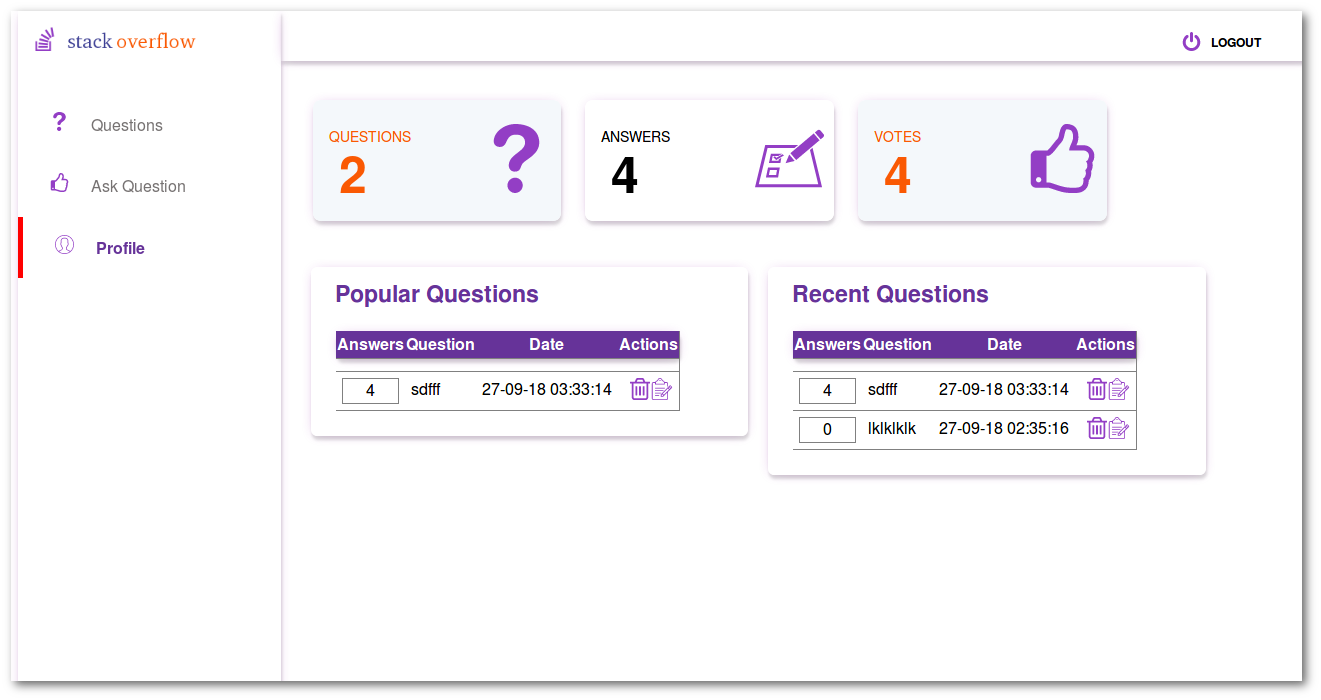 stack overflow
LOGOUT
Questions
Ask Question
Profile
QUESTIONS
2
ANSWERS
4
VOTES
4
Popular Questions
Answers Question Date Actions
4 sdfff 27-09-18 03:33:14
Recent Questions
Answers Question Date Actions
4 sdfff 27-09-18 03:33:14
0 lklklklk 27-09-18 02:35:16